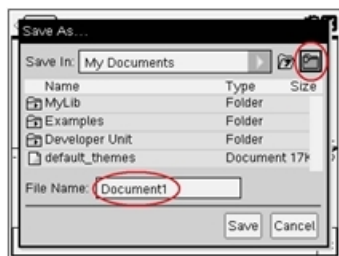 Save As...
Save In: My Documents
Name Type Size
MyLib Folder
Examples Folder
Developer Unit Folder
default_themes Document 17K
File Name: Document1
Save Cancel